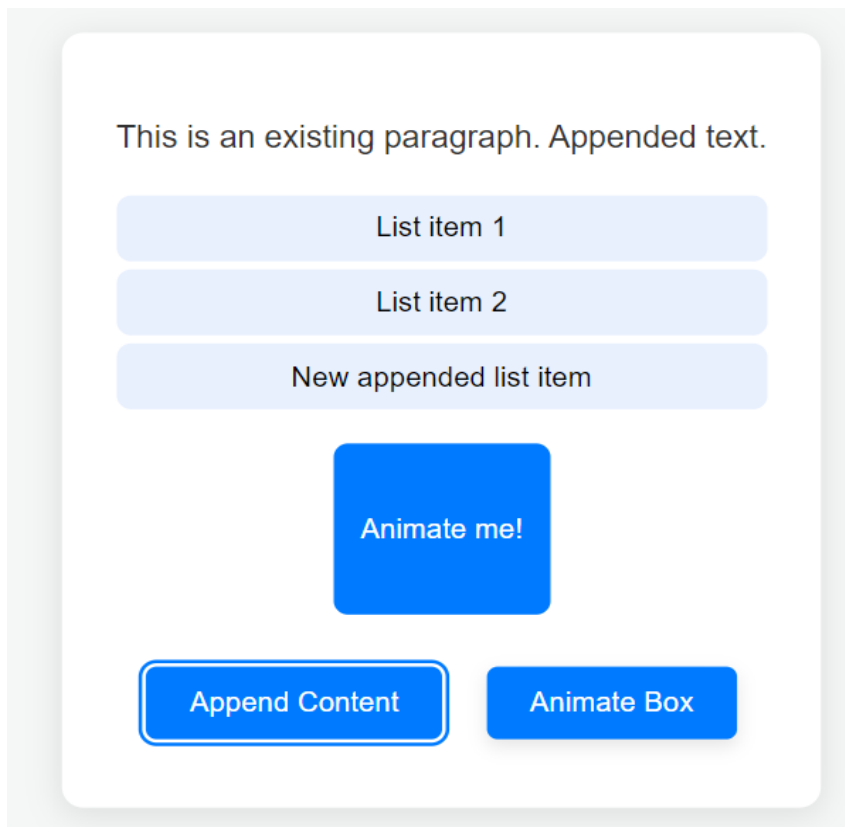 This is an existing paragraph. Appended text.
List item 1
List item 2
New appended list item
Animate me!
Append Content
Animate Box